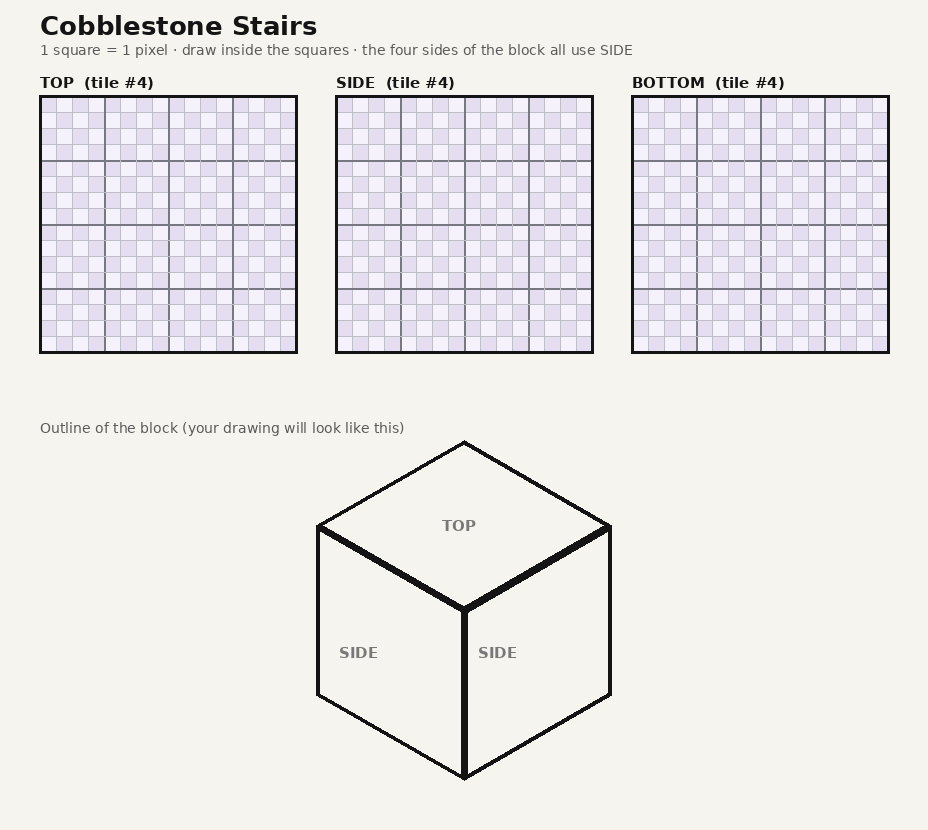 Cobblestone Stairs
1 square = 1 pixel · draw inside the squares · the four sides of the block all use SIDE
TOP (tile #4)
SIDE (tile #4)
BOTTOM (tile #4)
Outline of the block (your drawing will look like this)
TOP
SIDE
SIDE